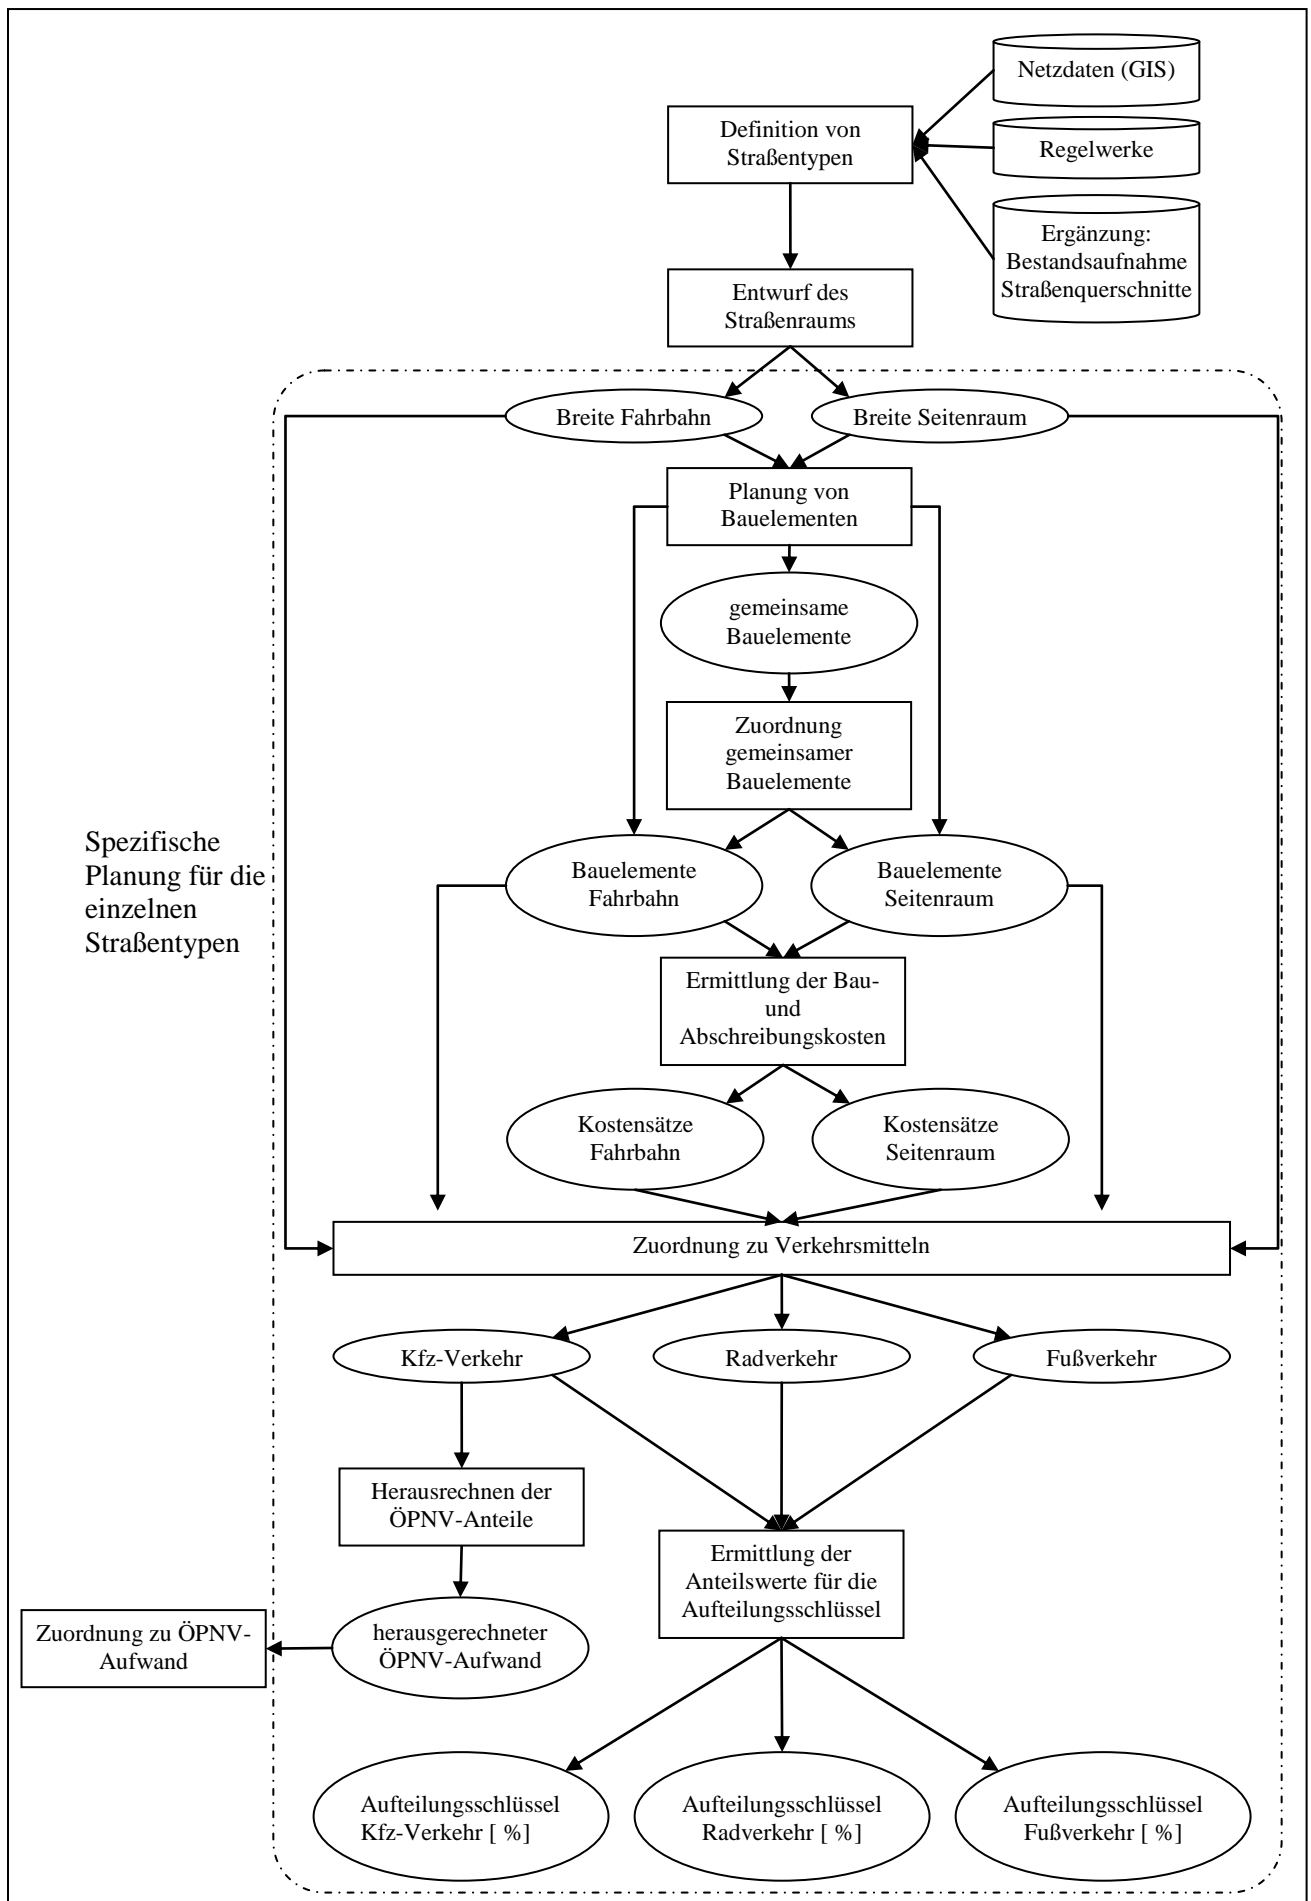 Netzdaten (GIS)
Definition von
Straßentypen
Regelwerke
Ergänzung:
Bestandsaufnahme
Straßenquerschnitte
Entwurf des
Straßenraums
Breite Fahrbahn
Breite Seitenraum
Planung von
Bauelementen
gemeinsame
Bauelemente
Zuordnung
gemeinsamer
Bauelemente
Spezifische
Planung für die
einzelnen
Straßentypen
Bauelemente
Fahrbahn
Bauelemente
Seitenraum
Ermittlung der Bau-
und
Abschreibungskosten
Kostensätze
Fahrbahn
Kostensätze
Seitenraum
Zuordnung zu Verkehrsmitteln
Kfz-Verkehr
Radverkehr
Fußverkehr
Herausrechnen der
ÖPNV-Anteile
Ermittlung der
Anteilswerte für die
Aufteilungsschlüssel
Zuordnung zu ÖPNV-
Aufwand
herausgerechneter
ÖPNV-Aufwand
Aufteilungsschlüssel
Kfz-Verkehr [ %]
Aufteilungsschlüssel
Radverkehr [ %]
Aufteilungsschlüssel
Fußverkehr [ %]